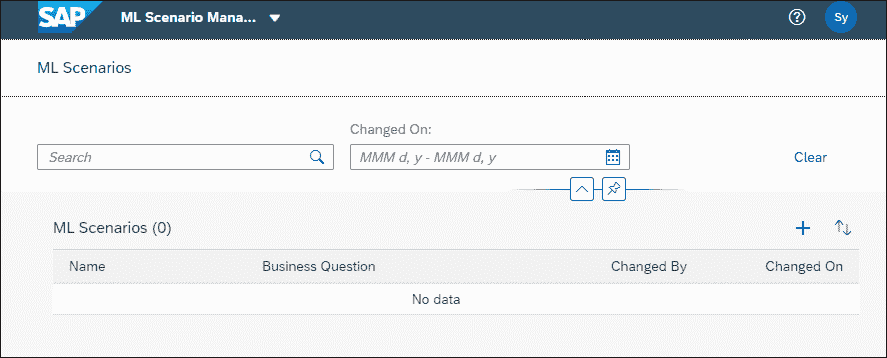 SAP ML Scenario Mana... Sy
ML Scenarios
Changed On:
Search MMM d, y - MMM d, y Clear
ML Scenarios (0)
Name Business Question Changed By Changed On
No data